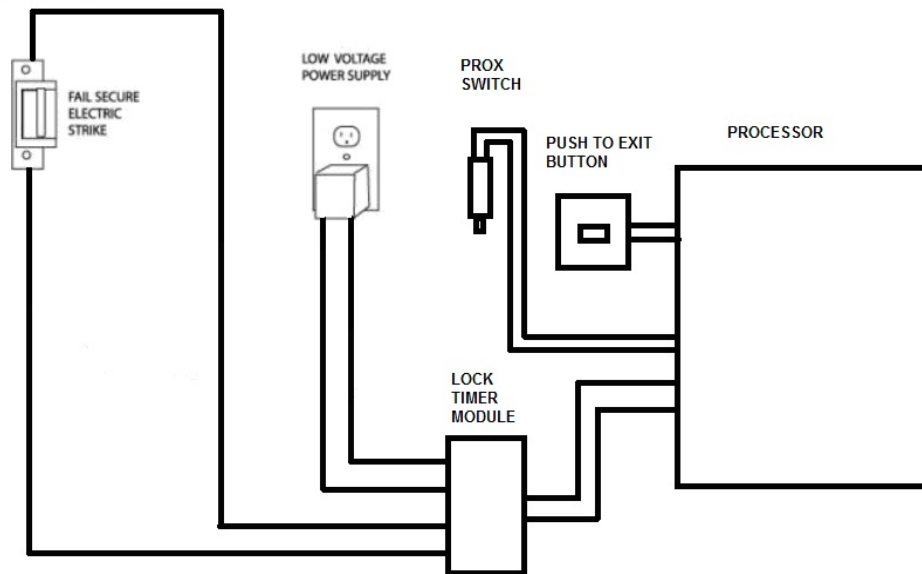 LOW VOLTAGE
POWER SUPPLY
PROX
SWITCH
FAIL SECURE
ELECTRIC
STRIKE
PUSH TO EXIT
BUTTON
PROCESSOR
LOCK
TIMER
MODULE